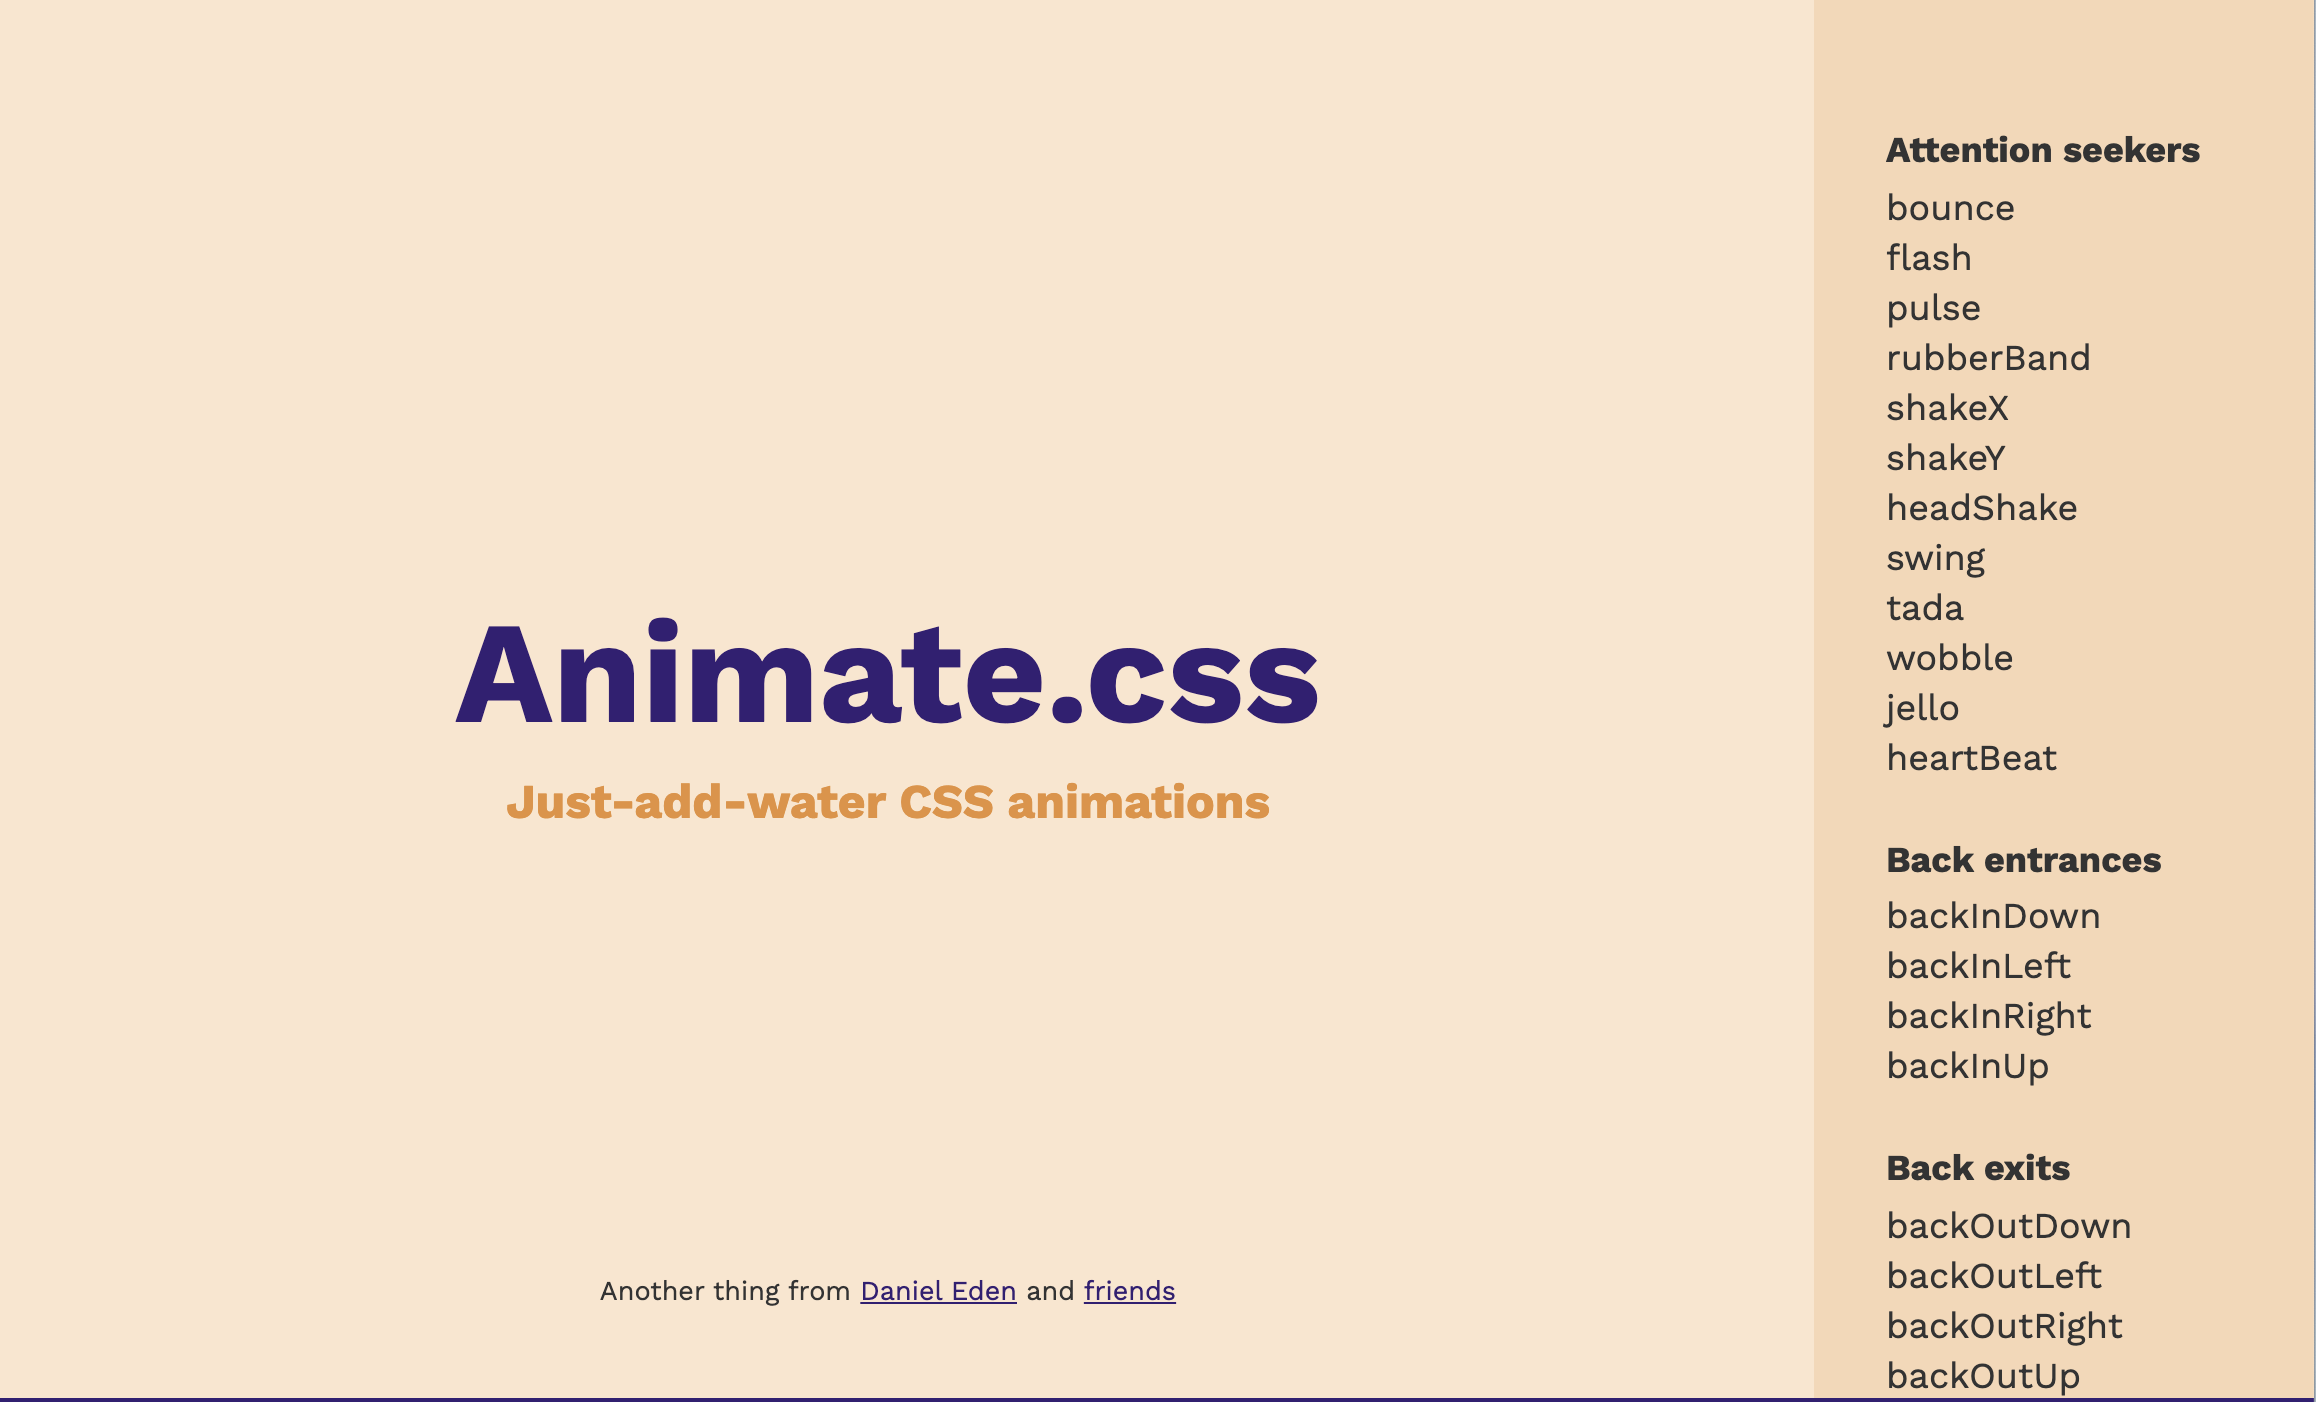 Animate.css
Just-add-water CSS animations
Another thing from Daniel Eden and friends
Attention seekers
bounce
flash
pulse
rubberBand
shakeX
shakeY
headShake
swing
tada
wobble
jello
heartBeat
Back entrances
backInDown
backInLeft
backInRight
backInUp
Back exits
backOutDown
backOutLeft
backOutRight
backOutUp